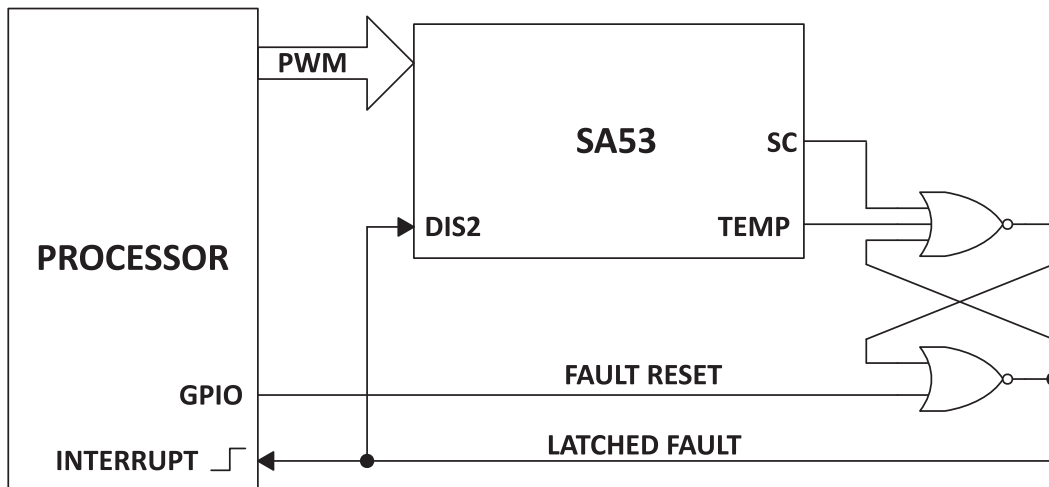 PWM
SA53
SC
DIS2
TEMP
PROCESSOR
FAULT RESET
GPIO
LATCHED FAULT
INTERRUPT